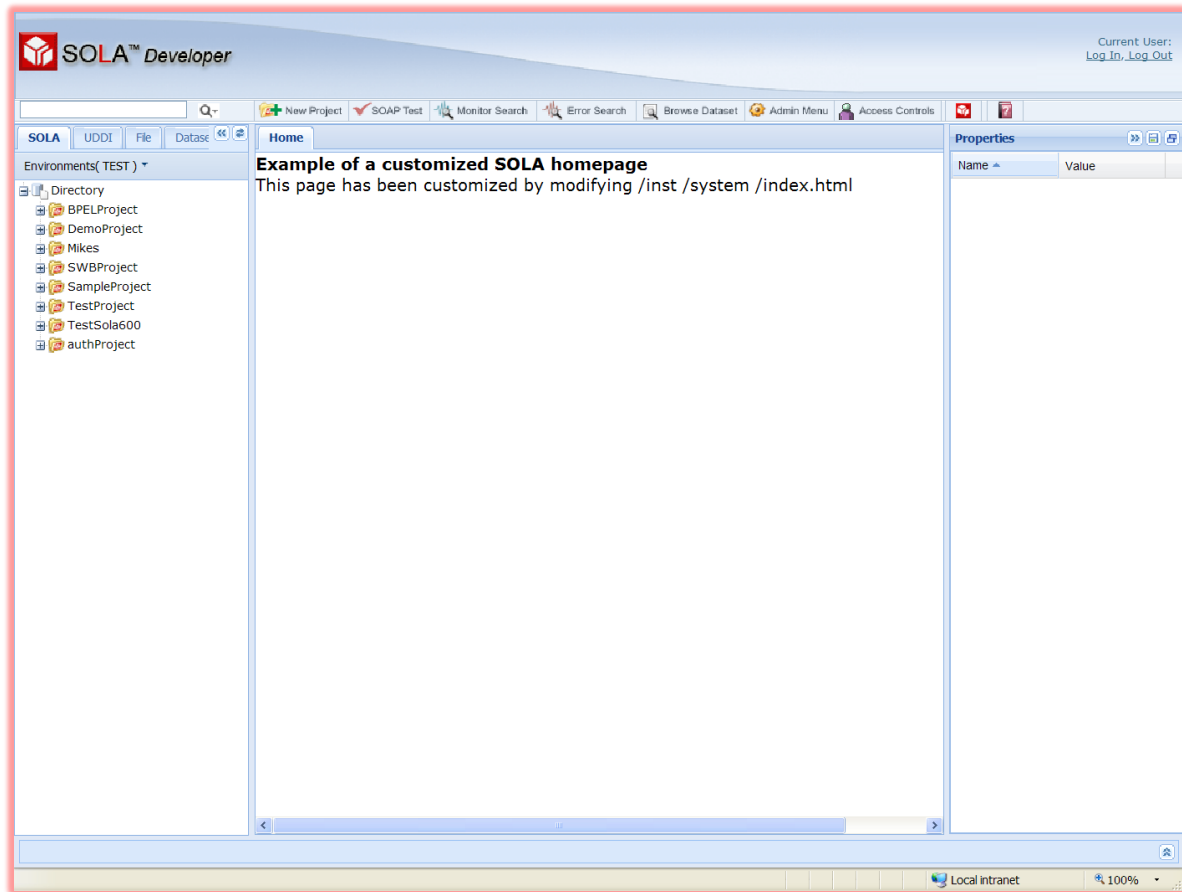 SOLA™ Developer
Current User:
Log In, Log Out
New Project SOAP Test Monitor Search Error Search Browse Dataset Admin Menu Access Controls
SOLA UDDI File Datase
Home
Properties
Environments( TEST )
Name Value
Example of a customized SOLA homepage
This page has been customized by modifying /inst /system /index.html
Directory
BPELProject
DemoProject
Mikes
SWBProject
SampleProject
TestProject
TestSola600
authProject
Local intranet 100%